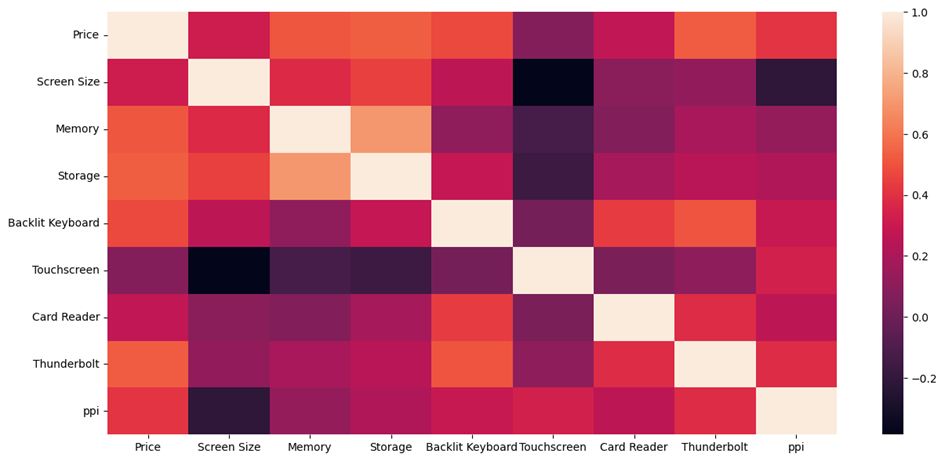 Price
Screen Size
Memory
Storage
Backlit Keyboard
Touchscreen
Card Reader
Thunderbolt
ppi
Price Screen Size Memory Storage Backlit Keyboard Touchscreen Card Reader Thunderbolt ppi
1.0
0.8
0.6
0.4
0.2
0.0
−0.2